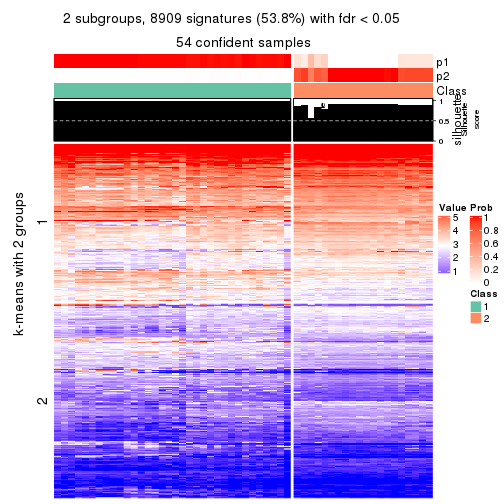 2 subgroups, 8909 signatures (53.8%) with fdr < 0.05
54 confident samples
p1
p2
Class
1
0.5
0
silhouette
Silhouette
score
k-means with 2 groups
1
2
Value
5
4
3
2
1
Prob
1
0.8
0.6
0.4
0.2
0
Class
1
2